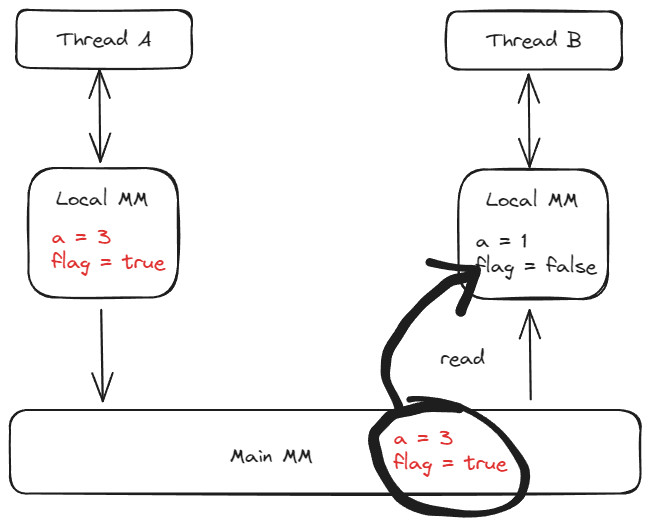 Thread A
Thread B
Local MM
a = 3
flag = true
Local MM
a = 1
flag = false
read
Main MM
a = 3
flag = true